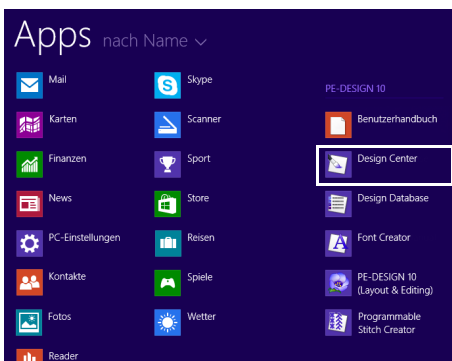 Apps nach Name
Mail
Karten
Finanzen
News
PC-Einstellungen
Kontakte
Fotos
Reader
Skype
Scanner
Sport
Store
Reisen
Spiele
Wetter
PE-DESIGN 10
Benutzerhandbuch
Design Center
Design Database
Font Creator
PE-DESIGN 10
(Layout & Editing)
Programmable
Stitch Creator